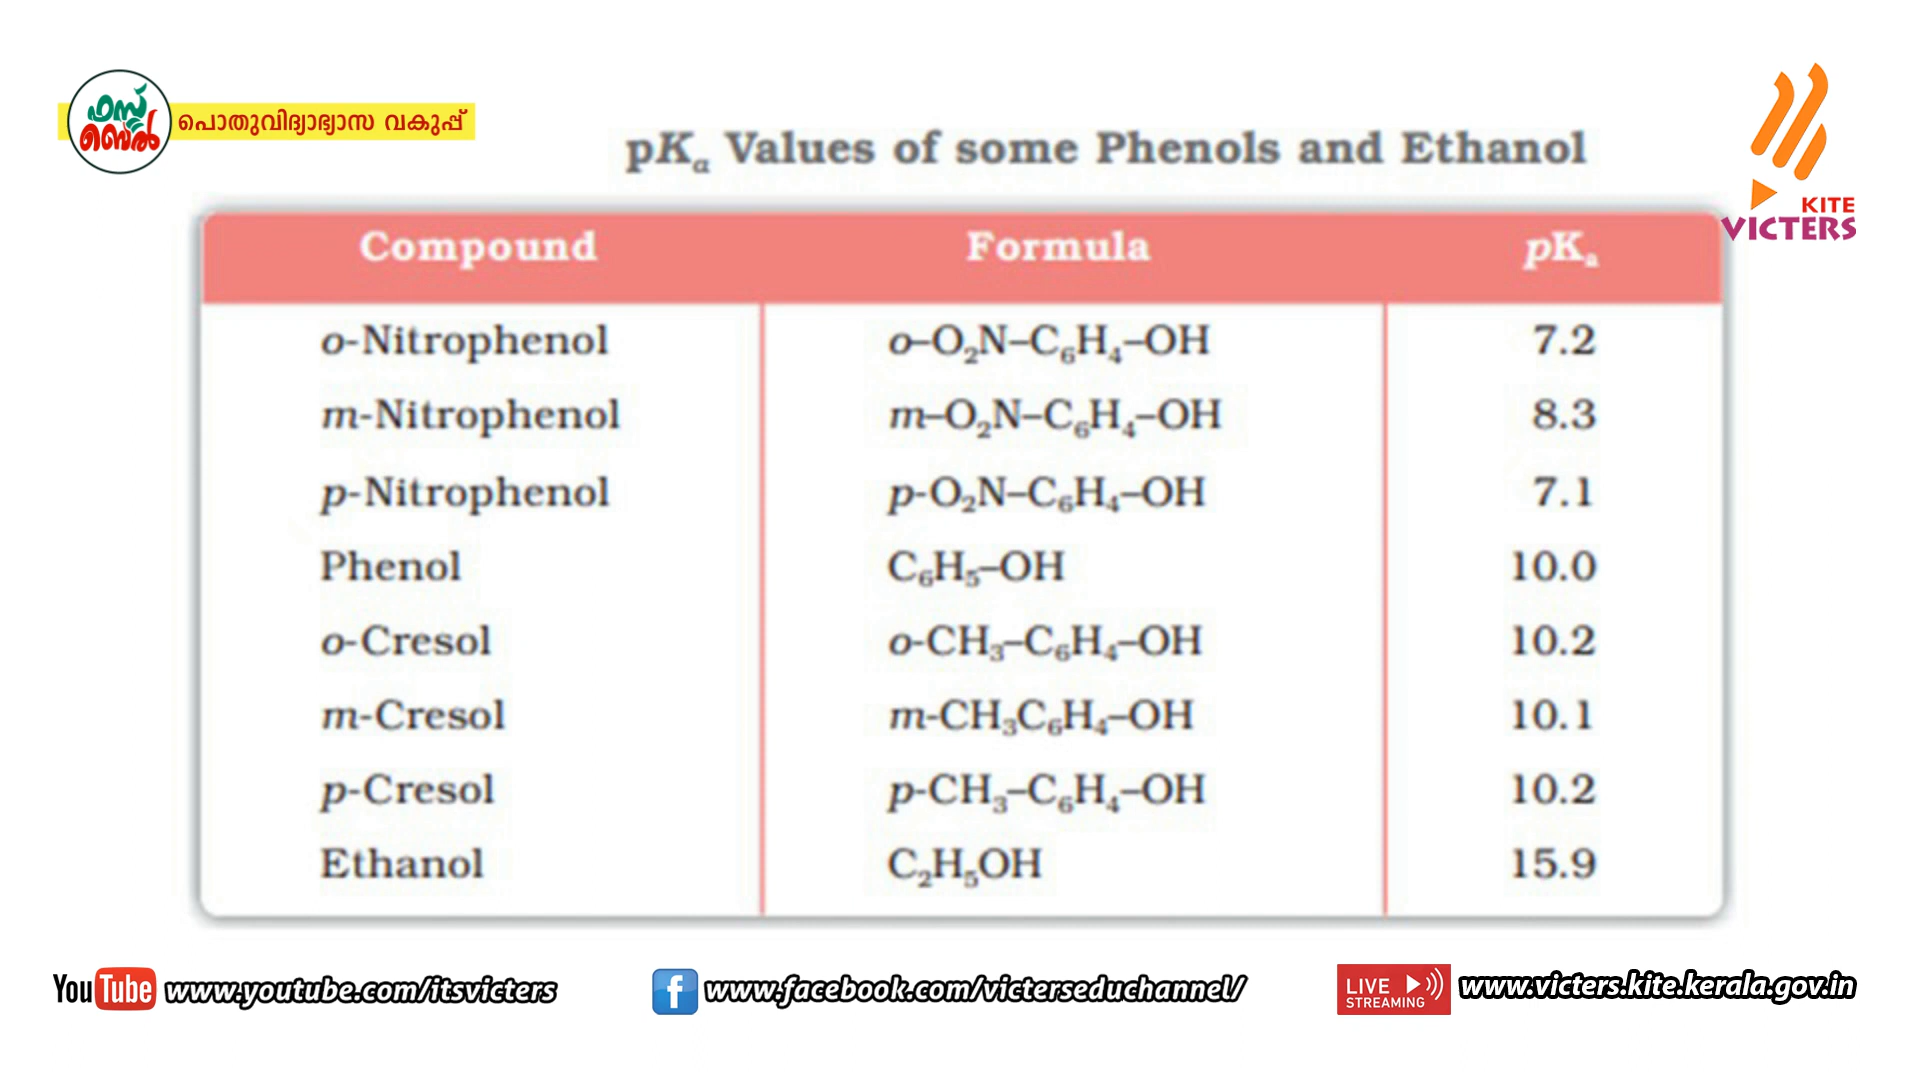 ഫസ്റ്റ്
ബെൽ
പൊതുവിദ്യാഭ്യാസ വകുപ്പ്
KITE
VICTERS
pKₐ Values of some Phenols and Ethanol
Compound Formula pKₐ
o-Nitrophenol o–O₂N–C₆H₄–OH 7.2
m-Nitrophenol m–O₂N–C₆H₄–OH 8.3
p-Nitrophenol p-O₂N–C₆H₄–OH 7.1
Phenol C₆H₅–OH 10.0
o-Cresol o-CH₃–C₆H₄–OH 10.2
m-Cresol m-CH₃C₆H₄–OH 10.1
p-Cresol p-CH₃–C₆H₄–OH 10.2
Ethanol C₂H₅OH 15.9
YouTube www.youtube.com/itsvicters
f www.facebook.com/victerseduchannel/
LIVE STREAMING www.victers.kite.kerala.gov.in